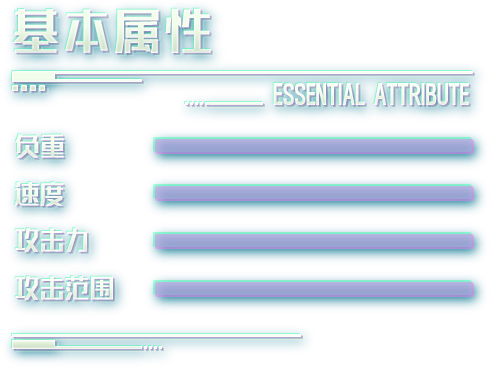 基本属性
ESSENTIAL ATTRIBUTE
负重
速度
攻击力
攻击范围